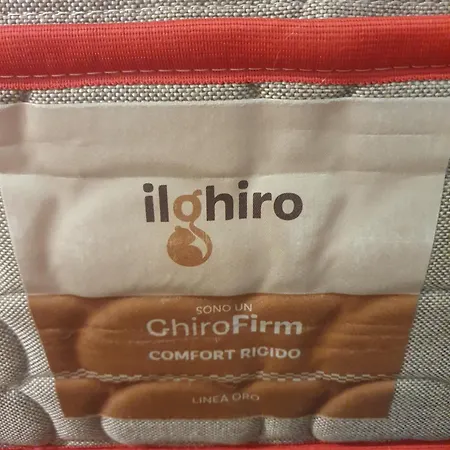 ilghiro
SONO UN
GhiroFirm
COMFORT RIGIDO
LINEA ORO